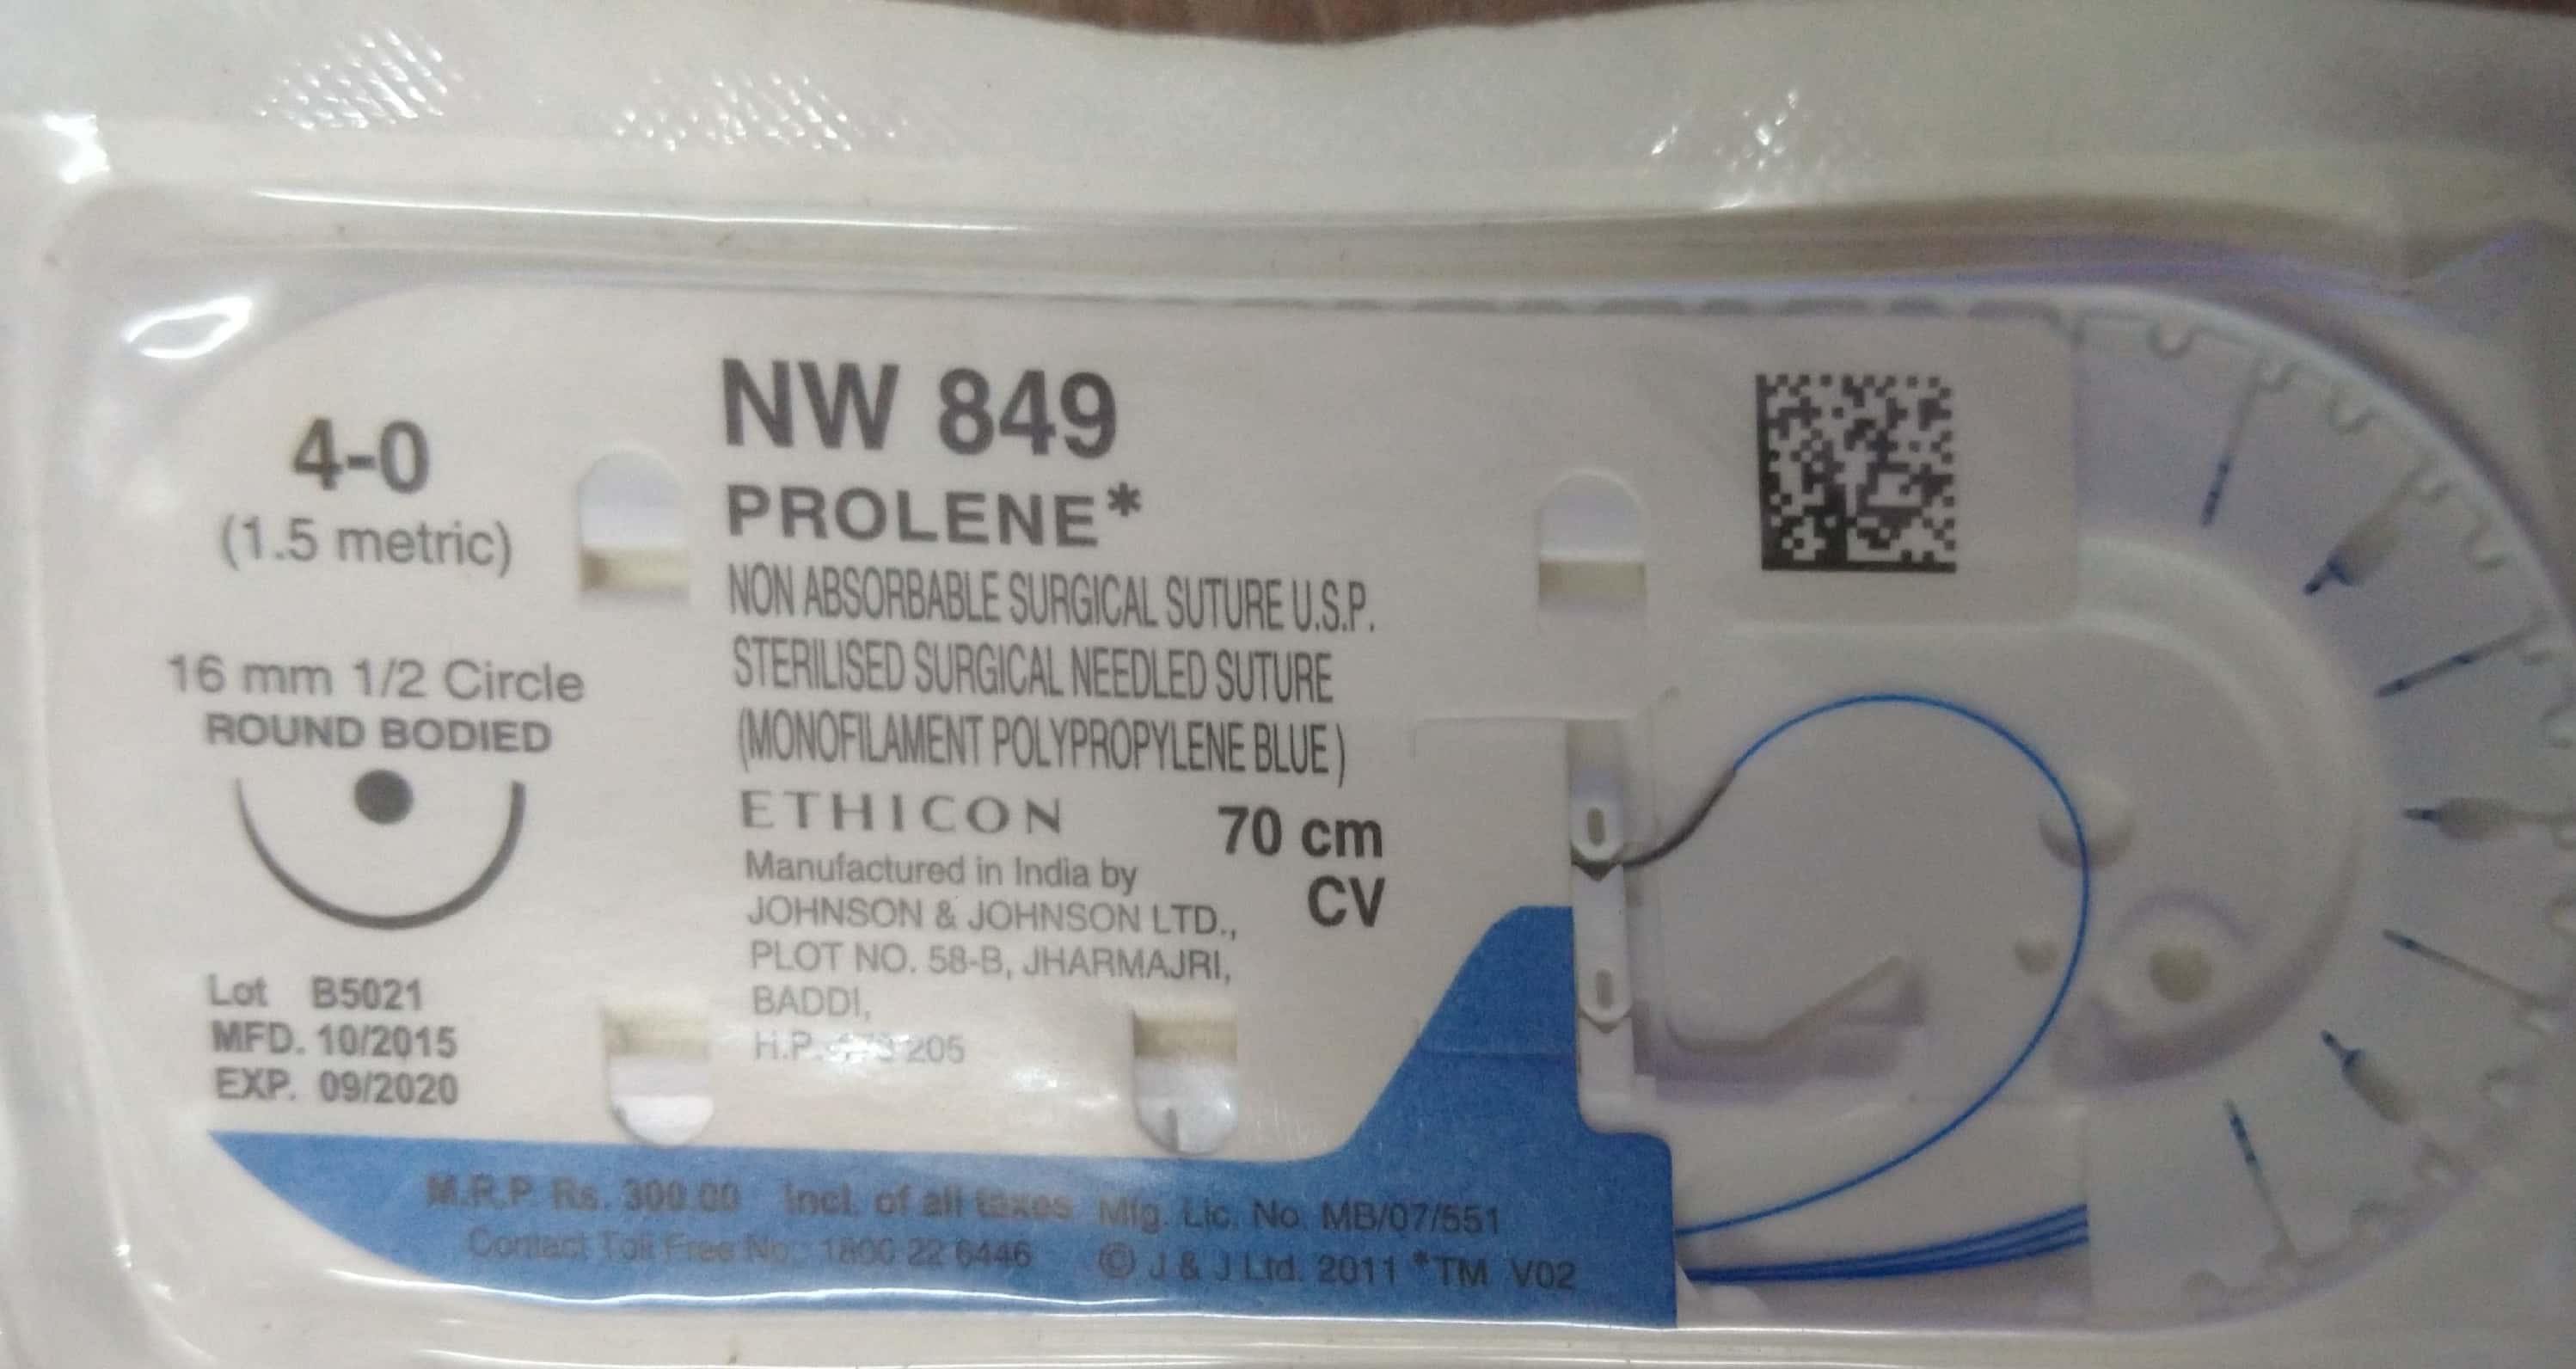 4-0
(1.5 metric)
16 mm 1/2 Circle
ROUND BODIED
Lot B5021
MFD. 10/2015
EXP. 09/2020
NW 849
PROLENE*
NON ABSORBABLE SURGICAL SUTURE U.S.P.
STERILISED SURGICAL NEEDLED SUTURE
(MONOFILAMENT POLYPROPYLENE BLUE )
ETHICON
70 cm
CV
Manufactured in India by
JOHNSON & JOHNSON LTD.,
PLOT NO. 58-B, JHARMAJRI,
BADDI,
H.P. 205
M.R.P. Rs. 300.00 Incl. of all taxes Mfg. Lic. No. MB/07/551
Contact Toll Free No. 1800 22 6446 © J & J Ltd. 2011 *TM V02